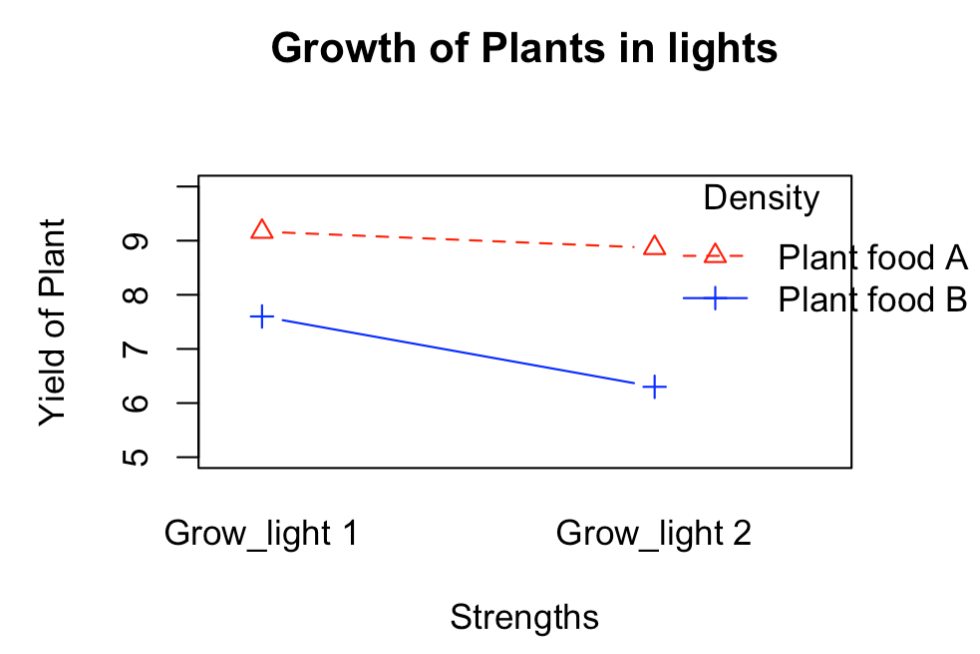 Growth of Plants in lights
Density
Plant food A
Plant food B
Yield of Plant
9
8
7
6
5
Grow_light 1
Grow_light 2
Strengths